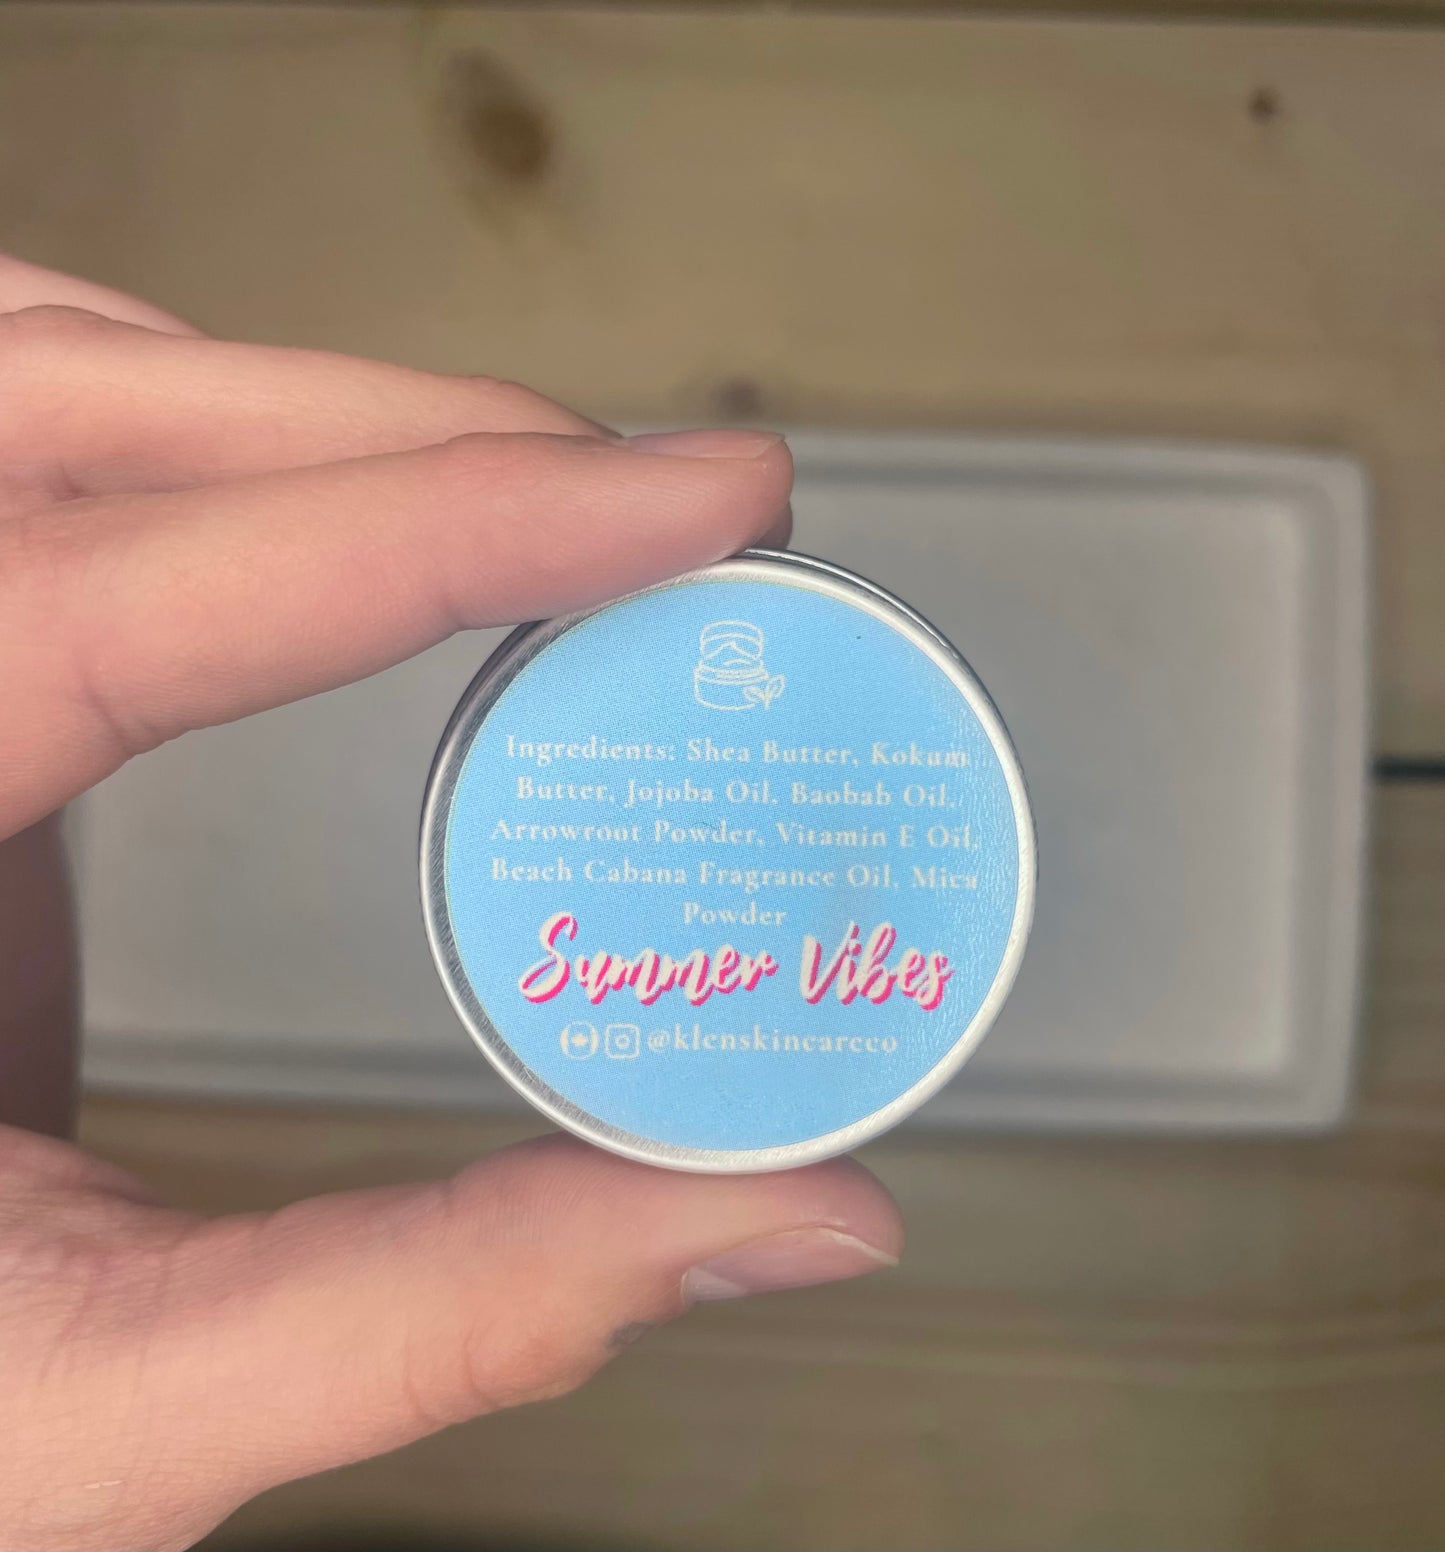 Ingredients: Shea Butter, Kokum
Butter, Jojoba Oil, Baobab Oil,
Arrowroot Powder, Vitamin E Oil,
Beach Cabana Fragrance Oil, Mica
Powder
Summer Vibes
@klenskincareco